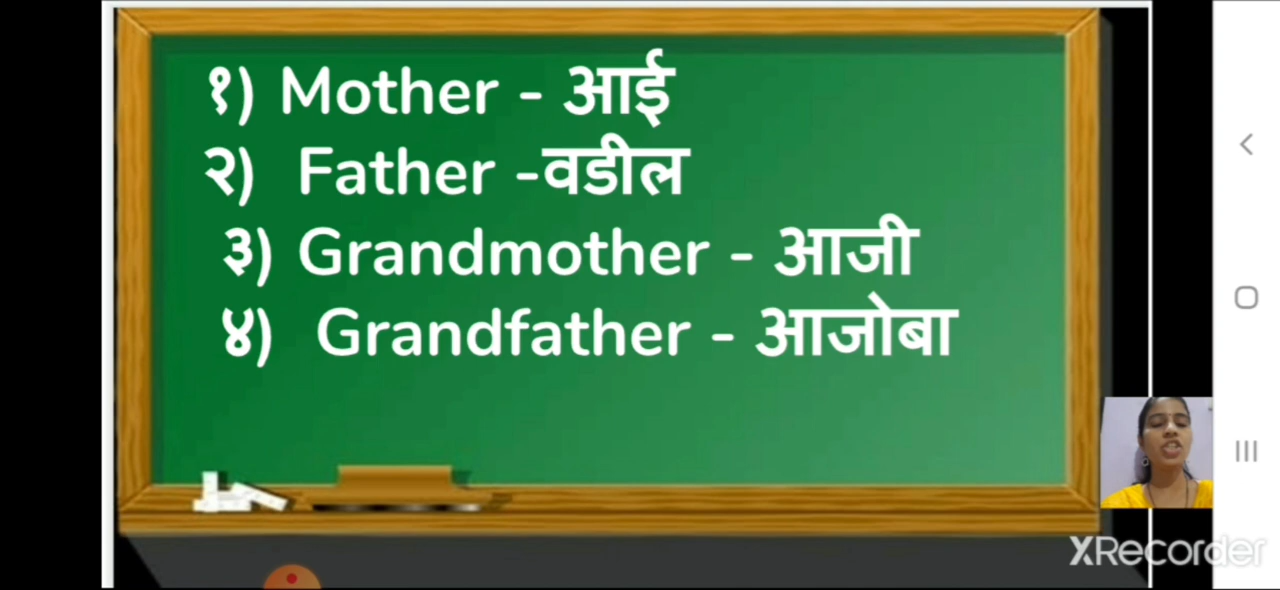 १) Mother - आई
२) Father -वडील
३) Grandmother - आजी
४) Grandfather - आजोबा
XRecorder